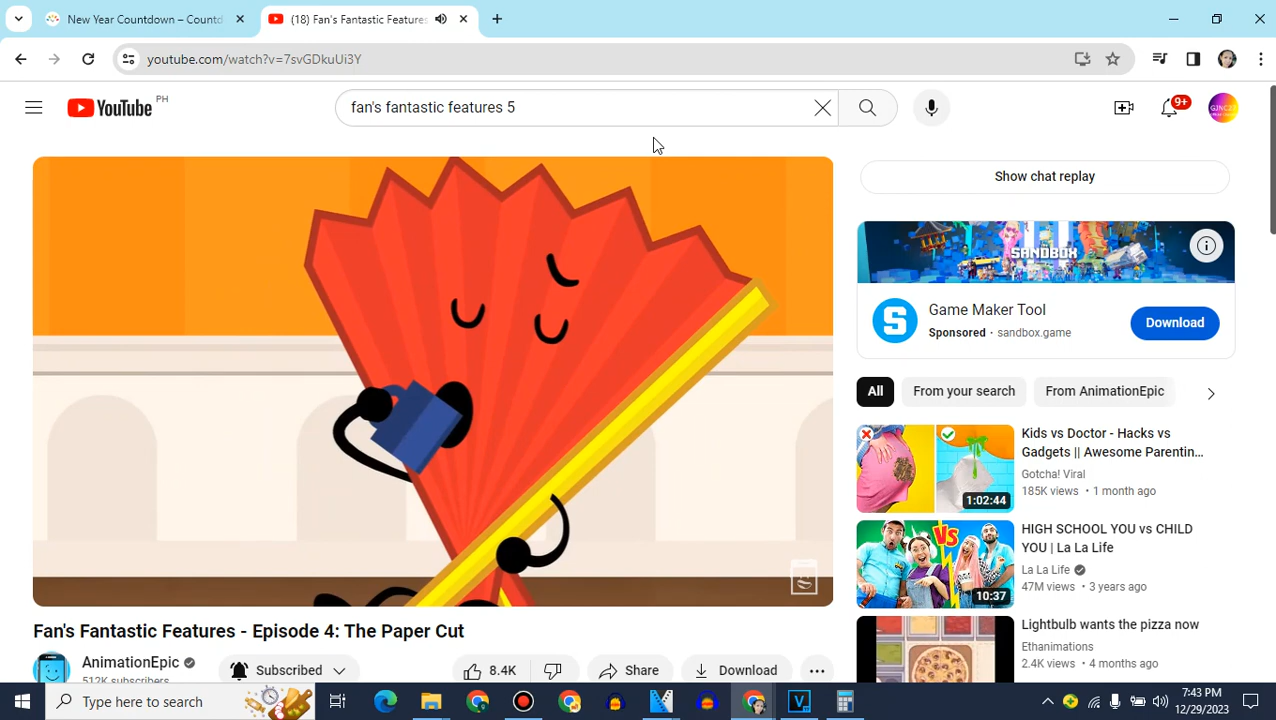 New Year Countdown – Countd
(18) Fan's Fantastic Features
youtube.com/watch?v=7svGDkuUi3Y
YouTube PH
fan's fantastic features 5
9+
GJNC23
Show chat replay
SANDBOX
Game Maker Tool
Sponsored • sandbox.game
Download
All
From your search
From AnimationEpic
Kids vs Doctor - Hacks vs
Gadgets || Awesome Parentin...
Gotcha! Viral
185K views • 1 month ago
1:02:44
VS
HIGH SCHOOL YOU vs CHILD
YOU | La La Life
La La Life
47M views • 3 years ago
10:37
Lightbulb wants the pizza now
Ethanimations
2.4K views • 4 months ago
Fan's Fantastic Features - Episode 4: The Paper Cut
AnimationEpic
512K subscribers
Subscribed
8.4K
Share
Download
Type here to search
7:43 PM
12/29/2023